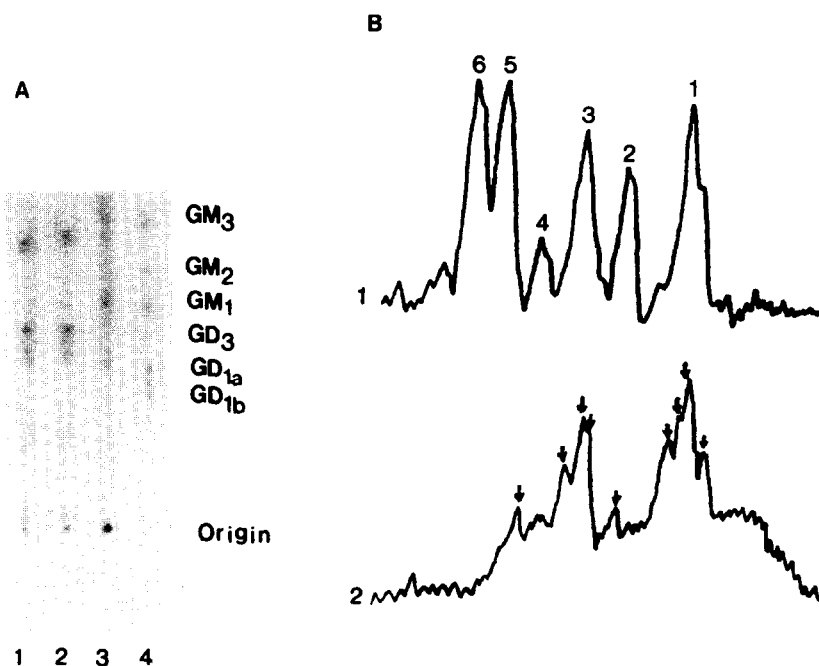 A
GM3
GM2
GM1
GD3
GD1a
GD1b
Origin
1 2 3 4
B
6 5 4 3 2 1
1
2